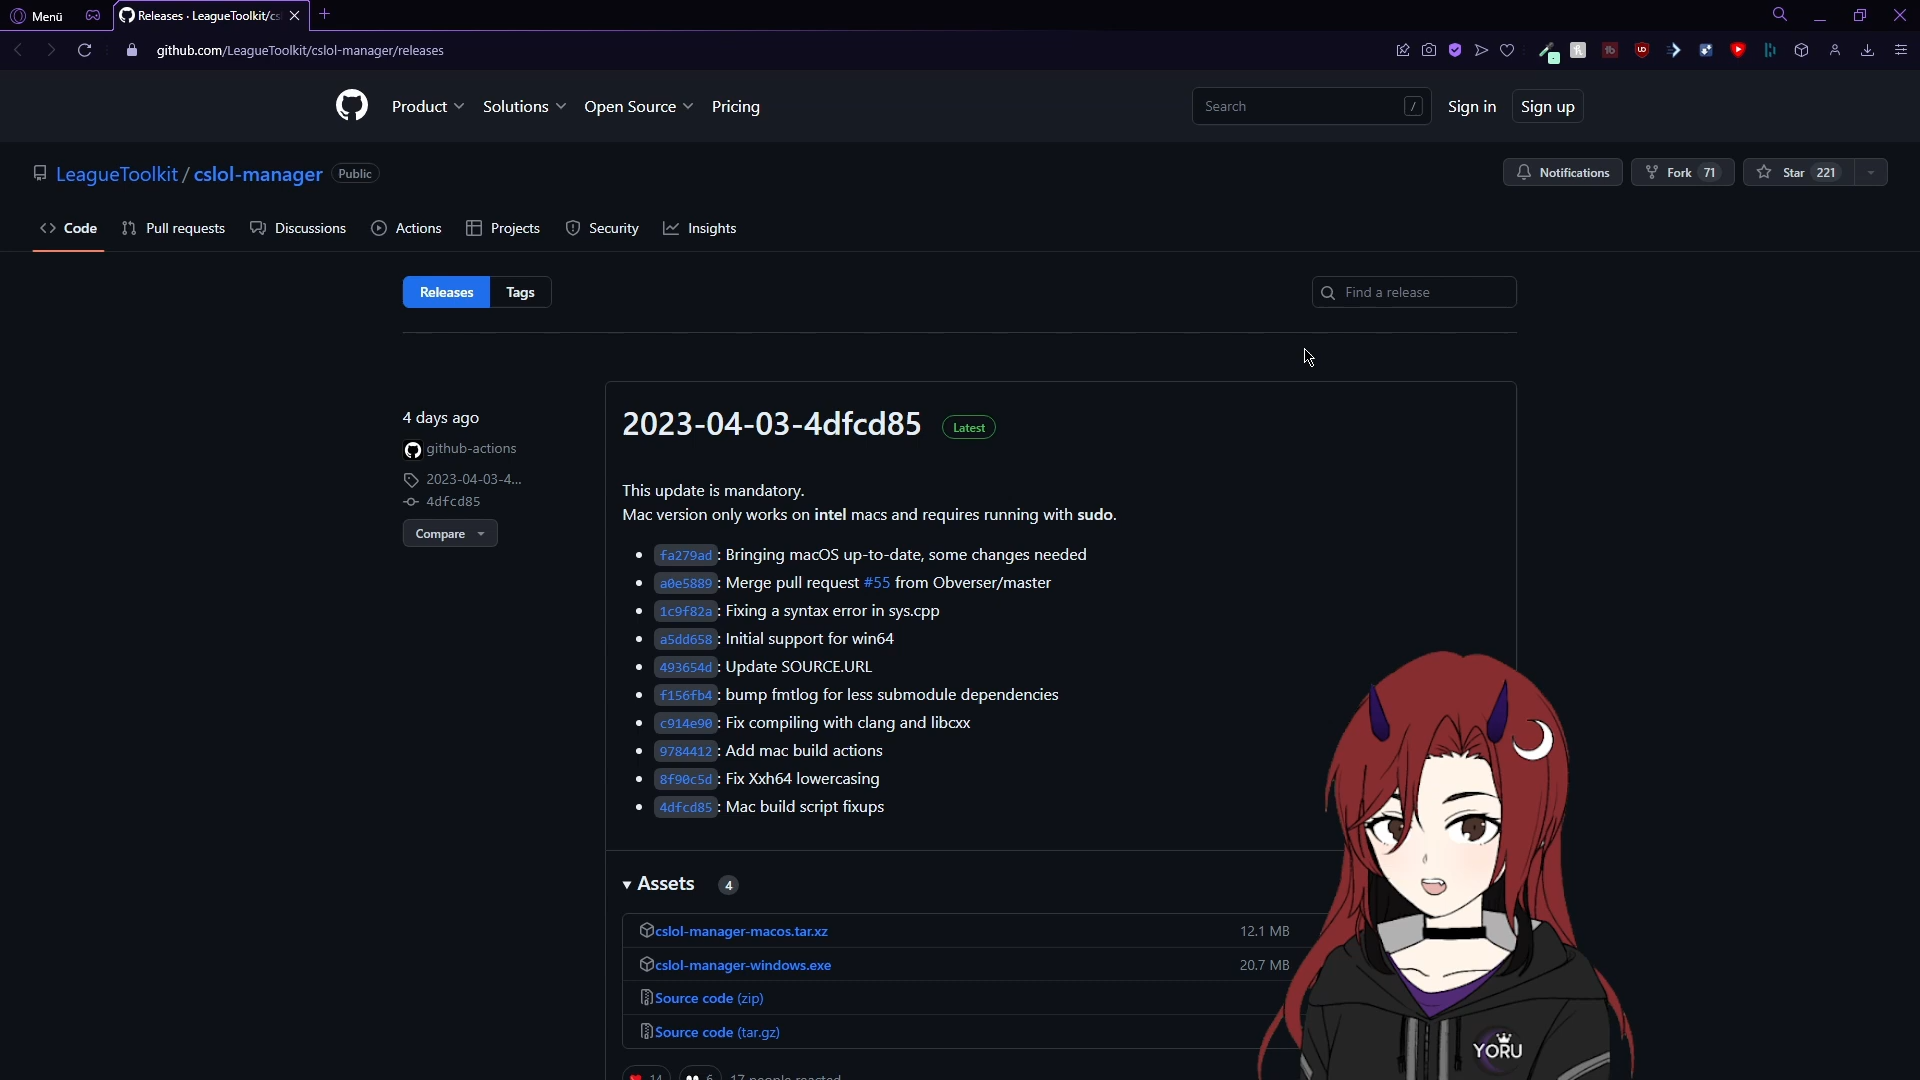 Menü
Releases · LeagueToolkit/cs
github.com/LeagueToolkit/cslol-manager/releases
Product
Solutions
Open Source
Pricing
Search
/
Sign in
Sign up
LeagueToolkit / cslol-manager Public
Notifications
Fork 71
Star 221
Code
Pull requests
Discussions
Actions
Projects
Security
Insights
Releases
Tags
Find a release
4 days ago
github-actions
2023-04-03-4...
4dfcd85
Compare
2023-04-03-4dfcd85 Latest
This update is mandatory.
Mac version only works on intel macs and requires running with sudo.
fa279ad : Bringing macOS up-to-date, some changes needed
a0e5889 : Merge pull request #55 from Obverser/master
1c9f82a : Fixing a syntax error in sys.cpp
a5dd658 : Initial support for win64
493654d : Update SOURCE.URL
f156fb4 : bump fmtlog for less submodule dependencies
c914e90 : Fix compiling with clang and libcxx
9784412 : Add mac build actions
8f90c5d : Fix Xxh64 lowercasing
4dfcd85 : Mac build script fixups
Assets 4
cslol-manager-macos.tar.xz 12.1 MB
cslol-manager-windows.exe 20.7 MB
Source code (zip)
Source code (tar.gz)
14 6 17 people reacted
YORU